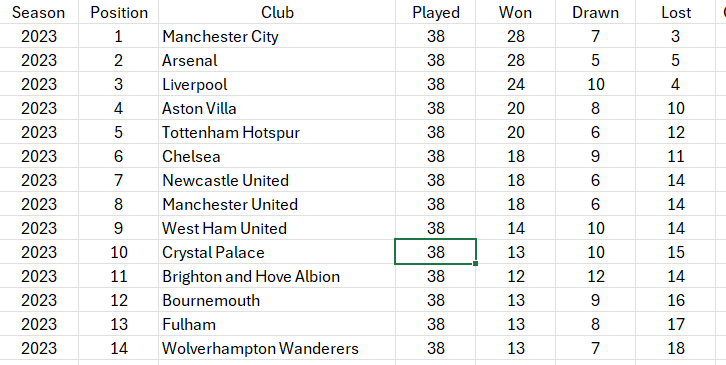 Season Position Club Played Won Drawn Lost
2023 1 Manchester City 38 28 7 3
2023 2 Arsenal 38 28 5 5
2023 3 Liverpool 38 24 10 4
2023 4 Aston Villa 38 20 8 10
2023 5 Tottenham Hotspur 38 20 6 12
2023 6 Chelsea 38 18 9 11
2023 7 Newcastle United 38 18 6 14
2023 8 Manchester United 38 18 6 14
2023 9 West Ham United 38 14 10 14
2023 10 Crystal Palace 38 13 10 15
2023 11 Brighton and Hove Albion 38 12 12 14
2023 12 Bournemouth 38 13 9 16
2023 13 Fulham 38 13 8 17
2023 14 Wolverhampton Wanderers 38 13 7 18